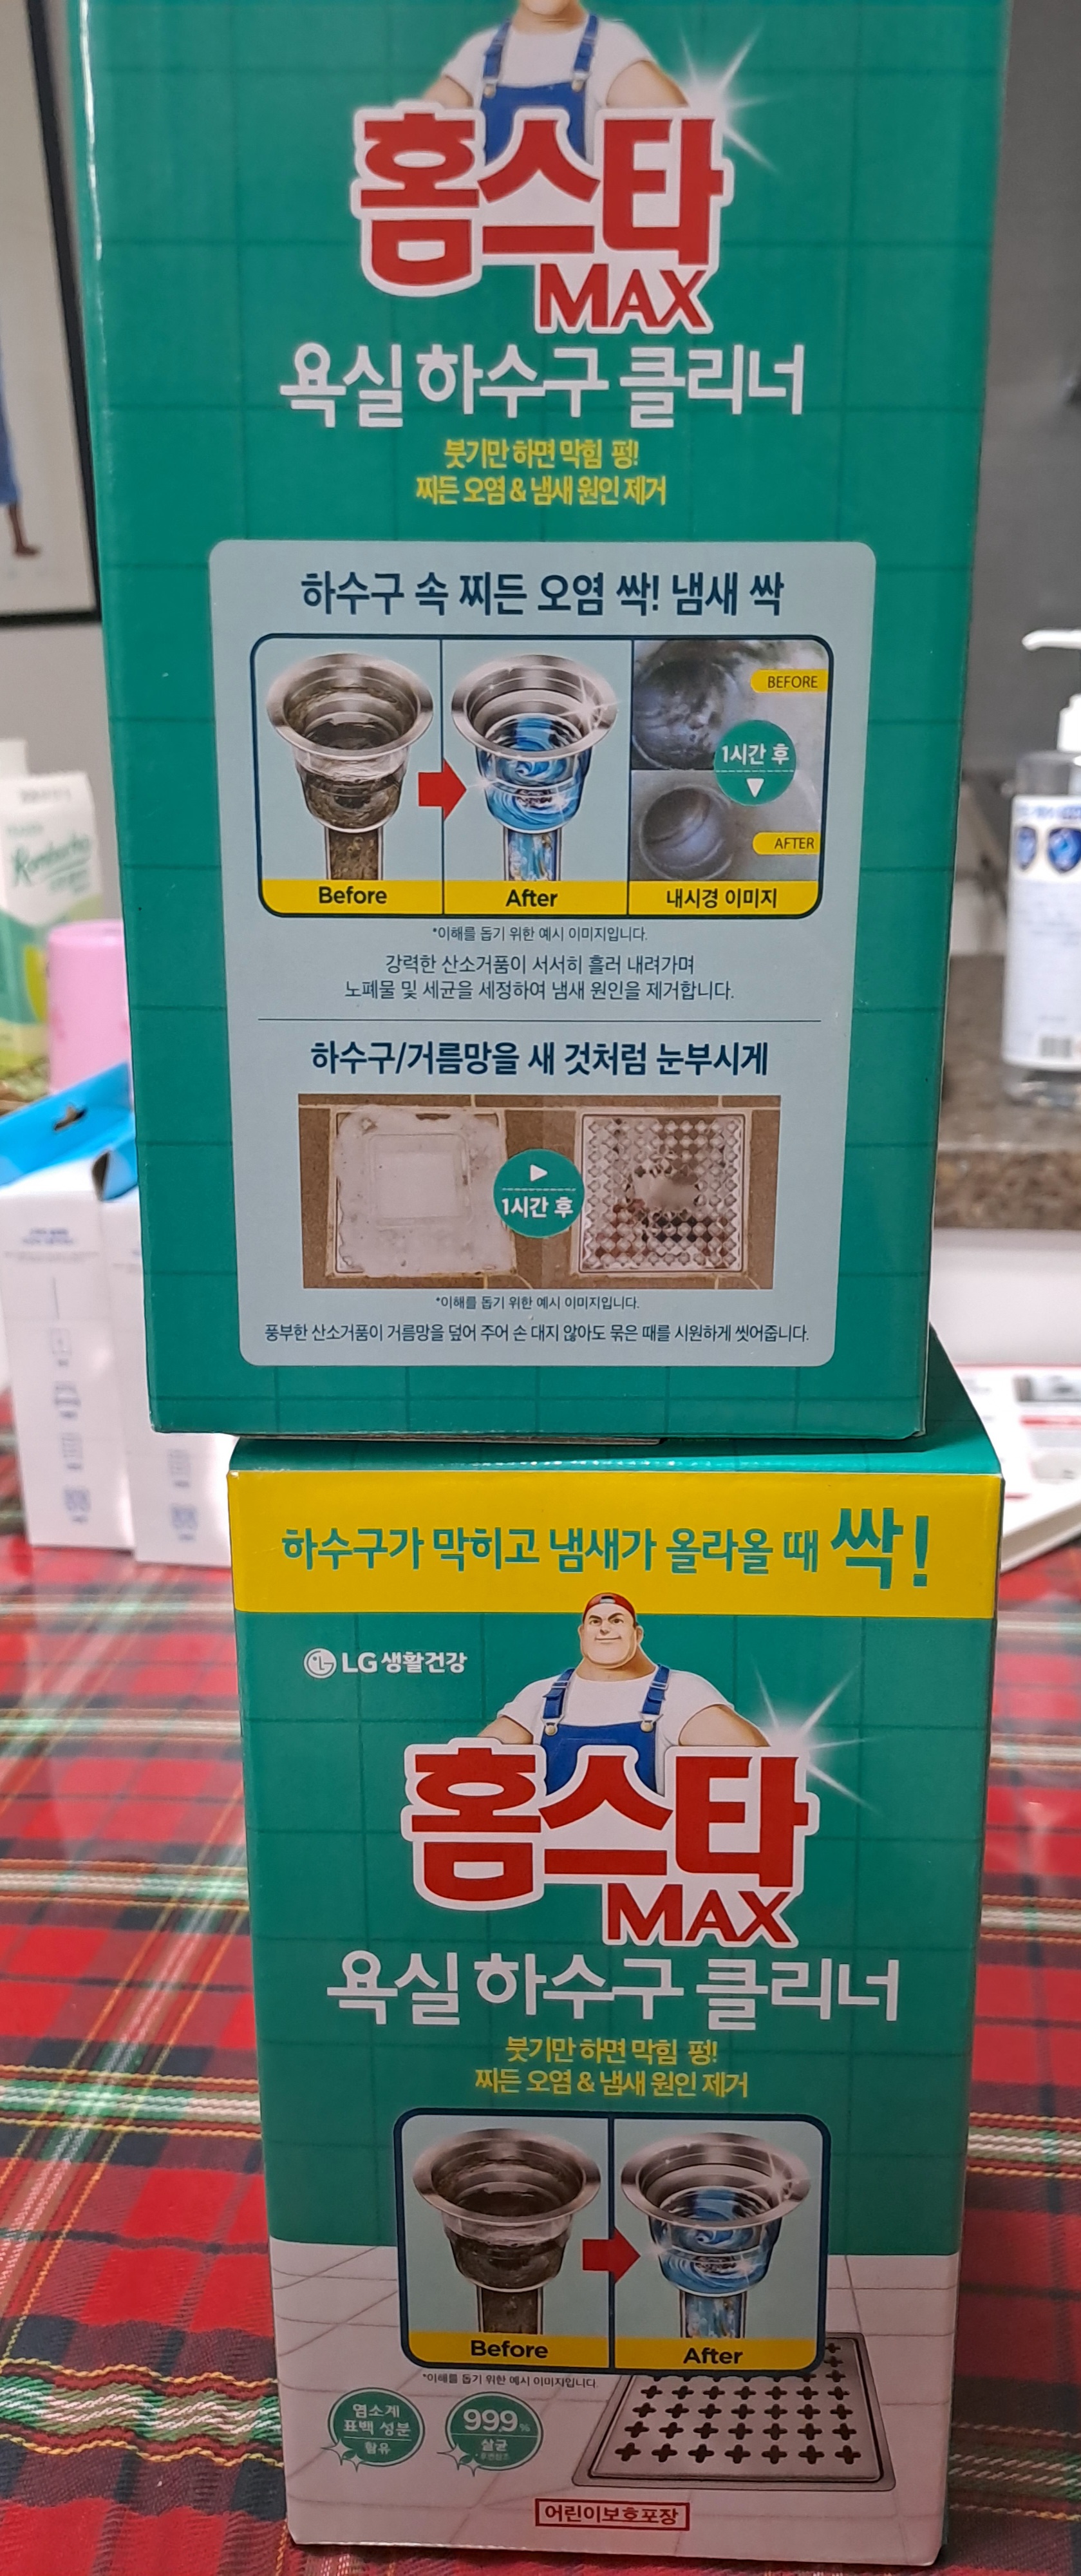 홈스타
MAX
욕실 하수구 클리너
붓기만 하면 막힘 펑!
찌든 오염 & 냄새 원인 제거
하수구 속 찌든 오염 싹! 냄새 싹
BEFORE
1시간 후
AFTER
Before
After
내시경 이미지
*이해를 돕기 위한 예시 이미지입니다.
강력한 산소거품이 서서히 흘러 내려가며
노폐물 및 세균을 세정하여 냄새 원인을 제거합니다.
하수구/거름망을 새 것처럼 눈부시게
1시간 후
*이해를 돕기 위한 예시 이미지입니다.
풍부한 산소거품이 거름망을 덮어 주어 손 대지 않아도 묵은 때를 시원하게 씻어줍니다.
Kombucha
하수구가 막히고 냄새가 올라올 때 싹!
LG생활건강
홈스타
MAX
욕실 하수구 클리너
붓기만 하면 막힘 펑!
찌든 오염 & 냄새 원인 제거
Before
After
*이해를 돕기 위한 예시 이미지입니다.
염소계
표백 성분
함유
99.9%
살균
*후면참조
어린이보호포장